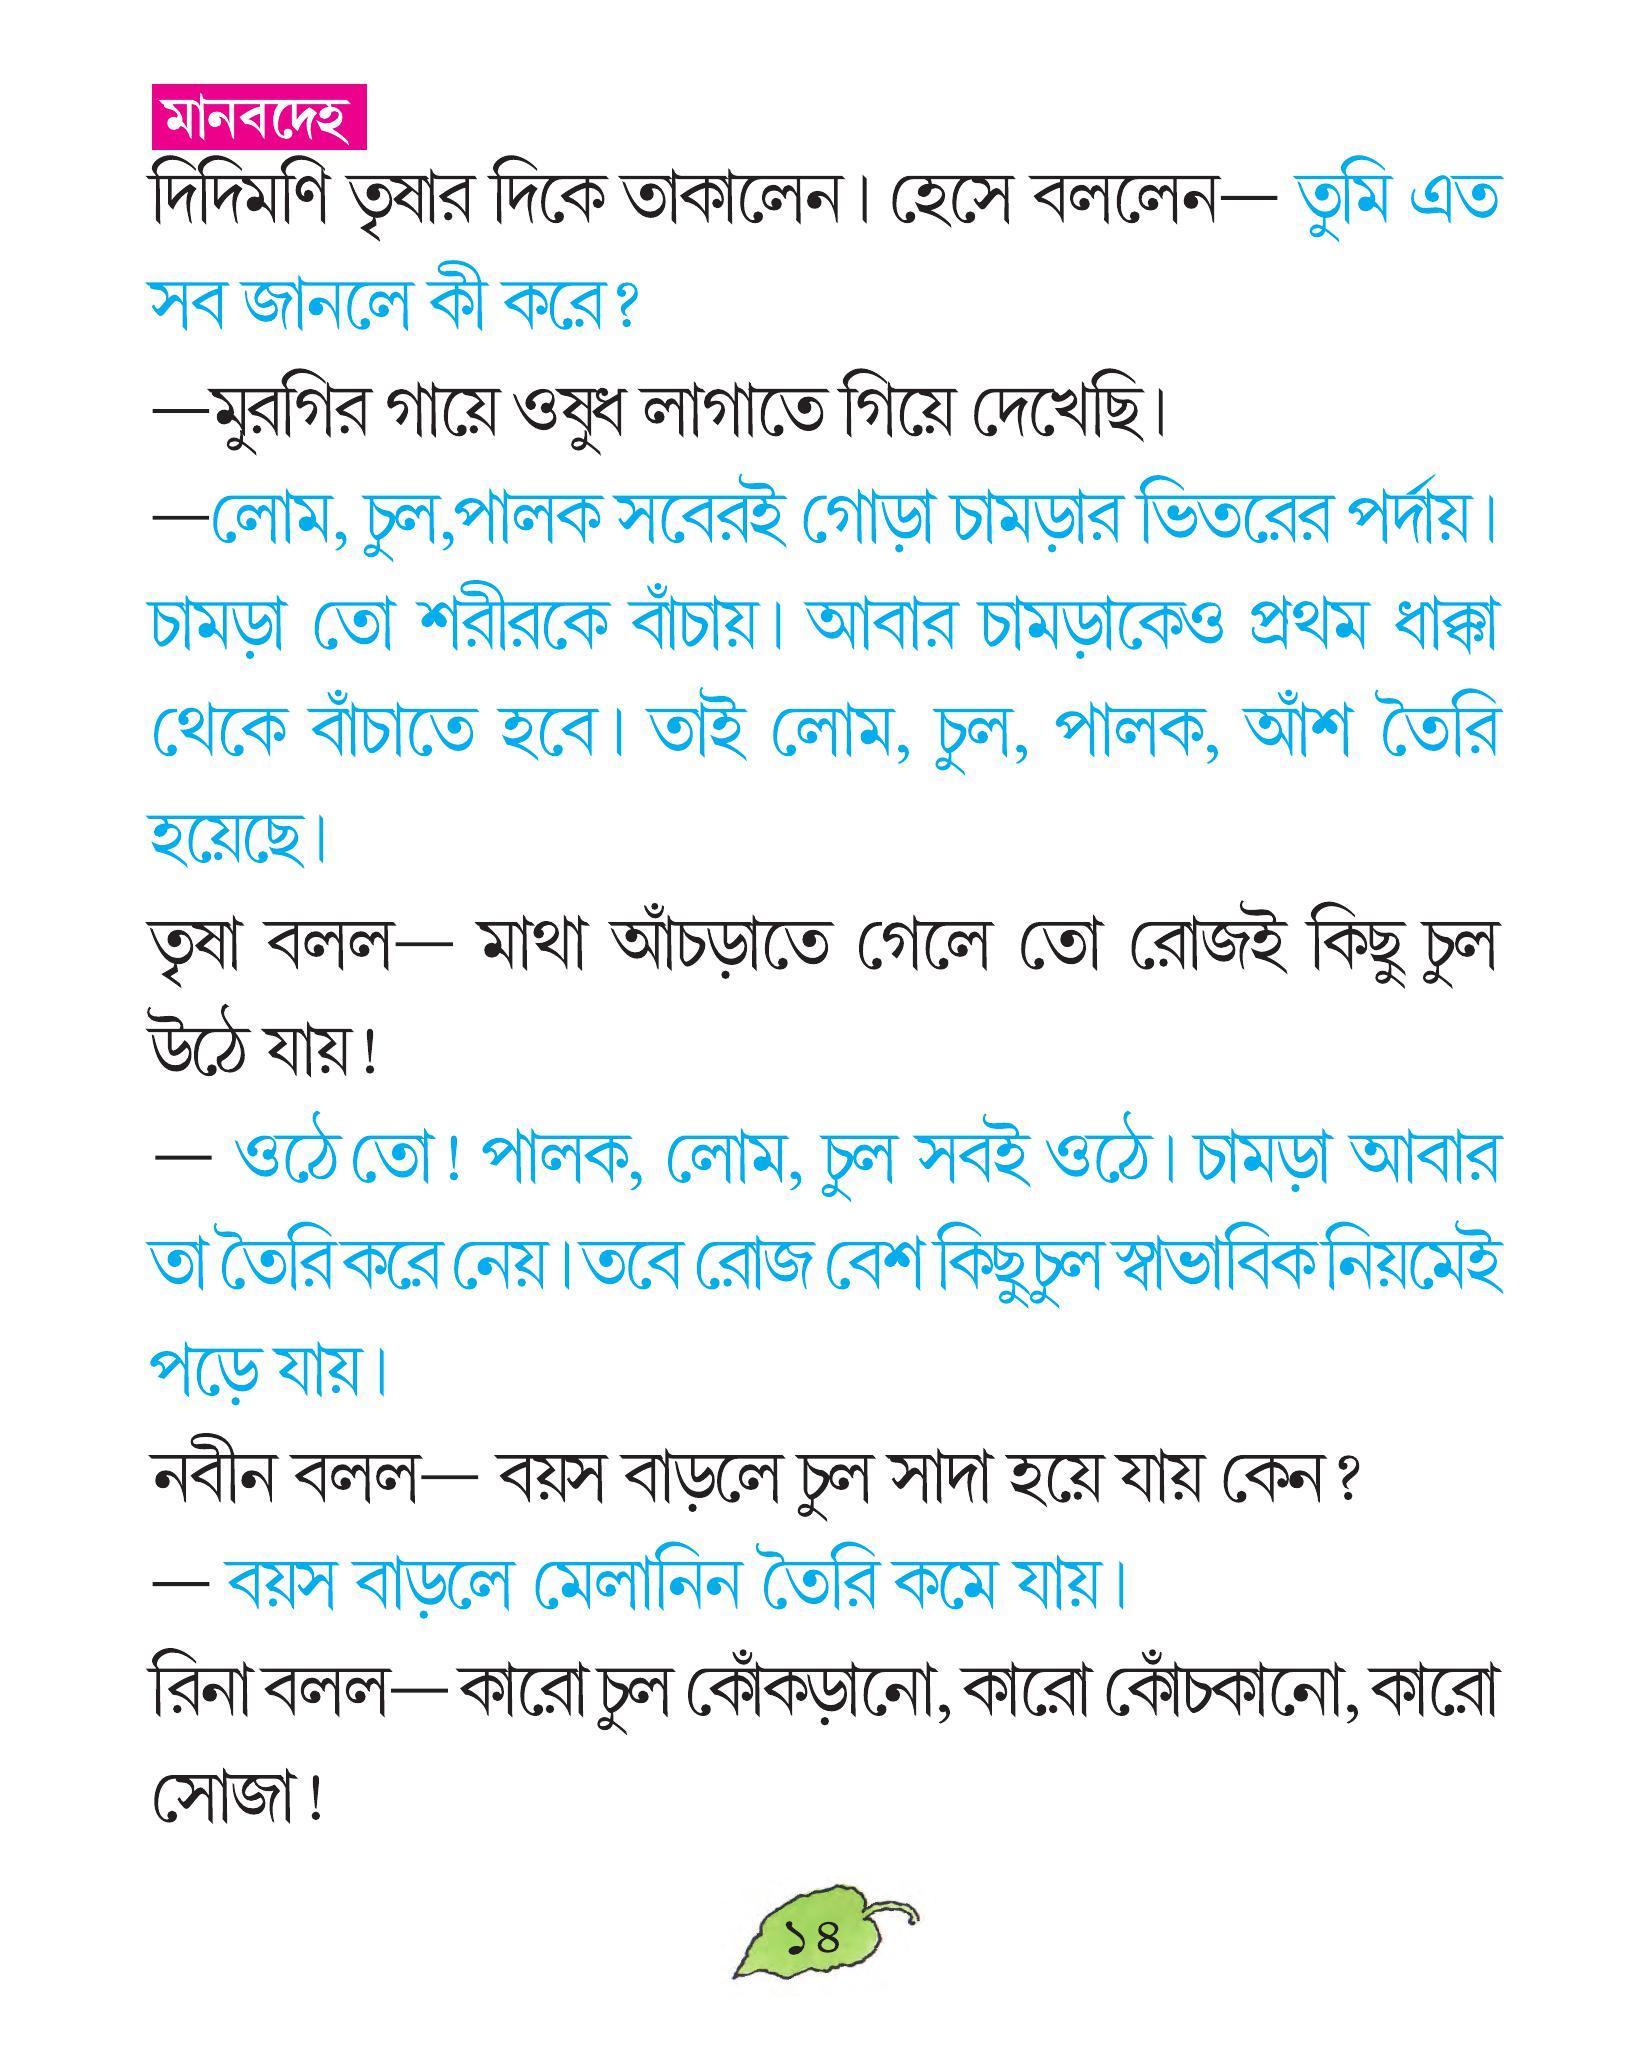 মানবদেহ
দিদিমণি তৃষার দিকে তাকালেন। হেসে বললেন— তুমি এত
সব জানলে কী করে?
—মুরগির গায়ে ওষুধ লাগাতে গিয়ে দেখেছি।
—লোম, চুল,পালক সবেরই গোড়া চামড়ার ভিতরের পর্দায়।
চামড়া তো শরীরকে বাঁচায়। আবার চামড়াকেও প্রথম ধাক্কা
থেকে বাঁচাতে হবে। তাই লোম, চুল, পালক, আঁশ তৈরি
হয়েছে।
তৃষা বলল— মাথা আঁচড়াতে গেলে তো রোজই কিছু চুল
উঠে যায়!
— ওঠে তো! পালক, লোম, চুল সবই ওঠে। চামড়া আবার
তা তৈরি করে নেয়। তবে রোজ বেশ কিছু চুল স্বাভাবিক নিয়মেই
পড়ে যায়।
নবীন বলল— বয়স বাড়লে চুল সাদা হয়ে যায় কেন?
— বয়স বাড়লে মেলানিন তৈরি কমে যায়।
রিনা বলল— কারো চুল কোঁকড়ানো, কারো কোঁচকানো, কারো
সোজা!
১৪